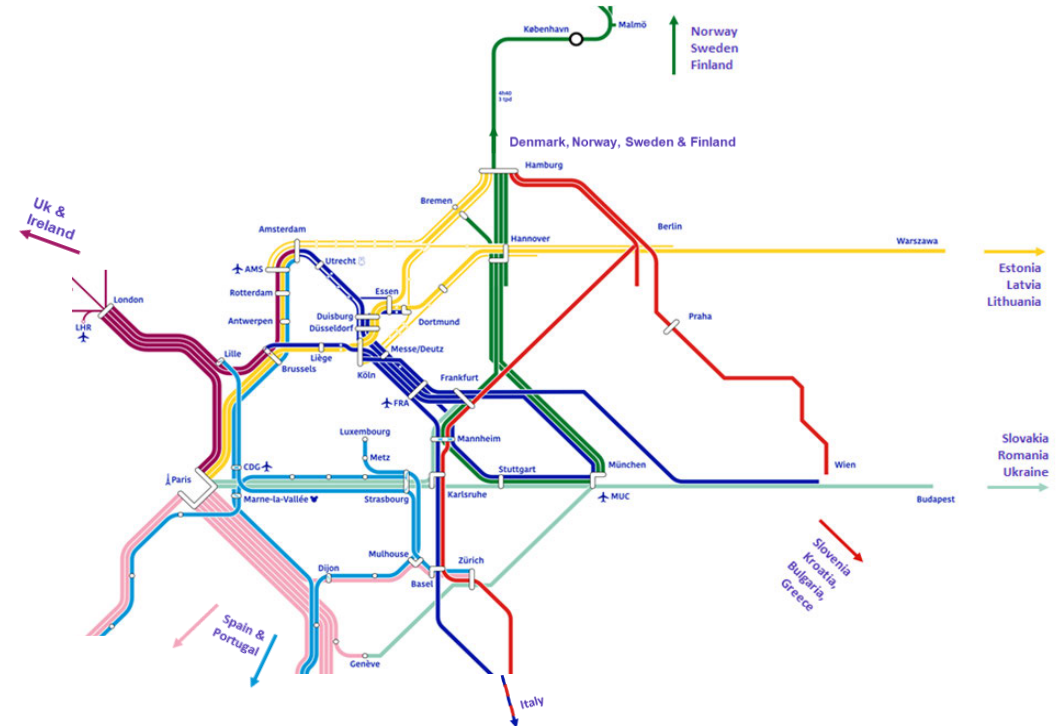 København
Malmö
Norway
Sweden
Finland
4h40
3 tpd
Denmark, Norway, Sweden & Finland
Hamburg
Bremen
Uk &
Ireland
Amsterdam
Berlin
Hannover
Warszawa
Utrecht
AMS
Estonia
Latvia
Lithuania
Essen
Rotterdam
London
Duisburg
Dortmund
Praha
Antwerpen
Düsseldorf
LHR
Lille
Messe/Deutz
Liège
Brussels
Köln
Frankfurt
FRA
Luxembourg
Mannheim
Slovakia
Romania
Ukraine
Metz
CDG
Stuttgart
München
Wien
Paris
Marne-la-Vallée
Strasbourg
Karlsruhe
MUC
Budapest
Slovenia
Kroatia,
Bulgaria,
Greece
Mulhouse
Zürich
Dijon
Basel
Spain &
Portugal
Genève
Italy